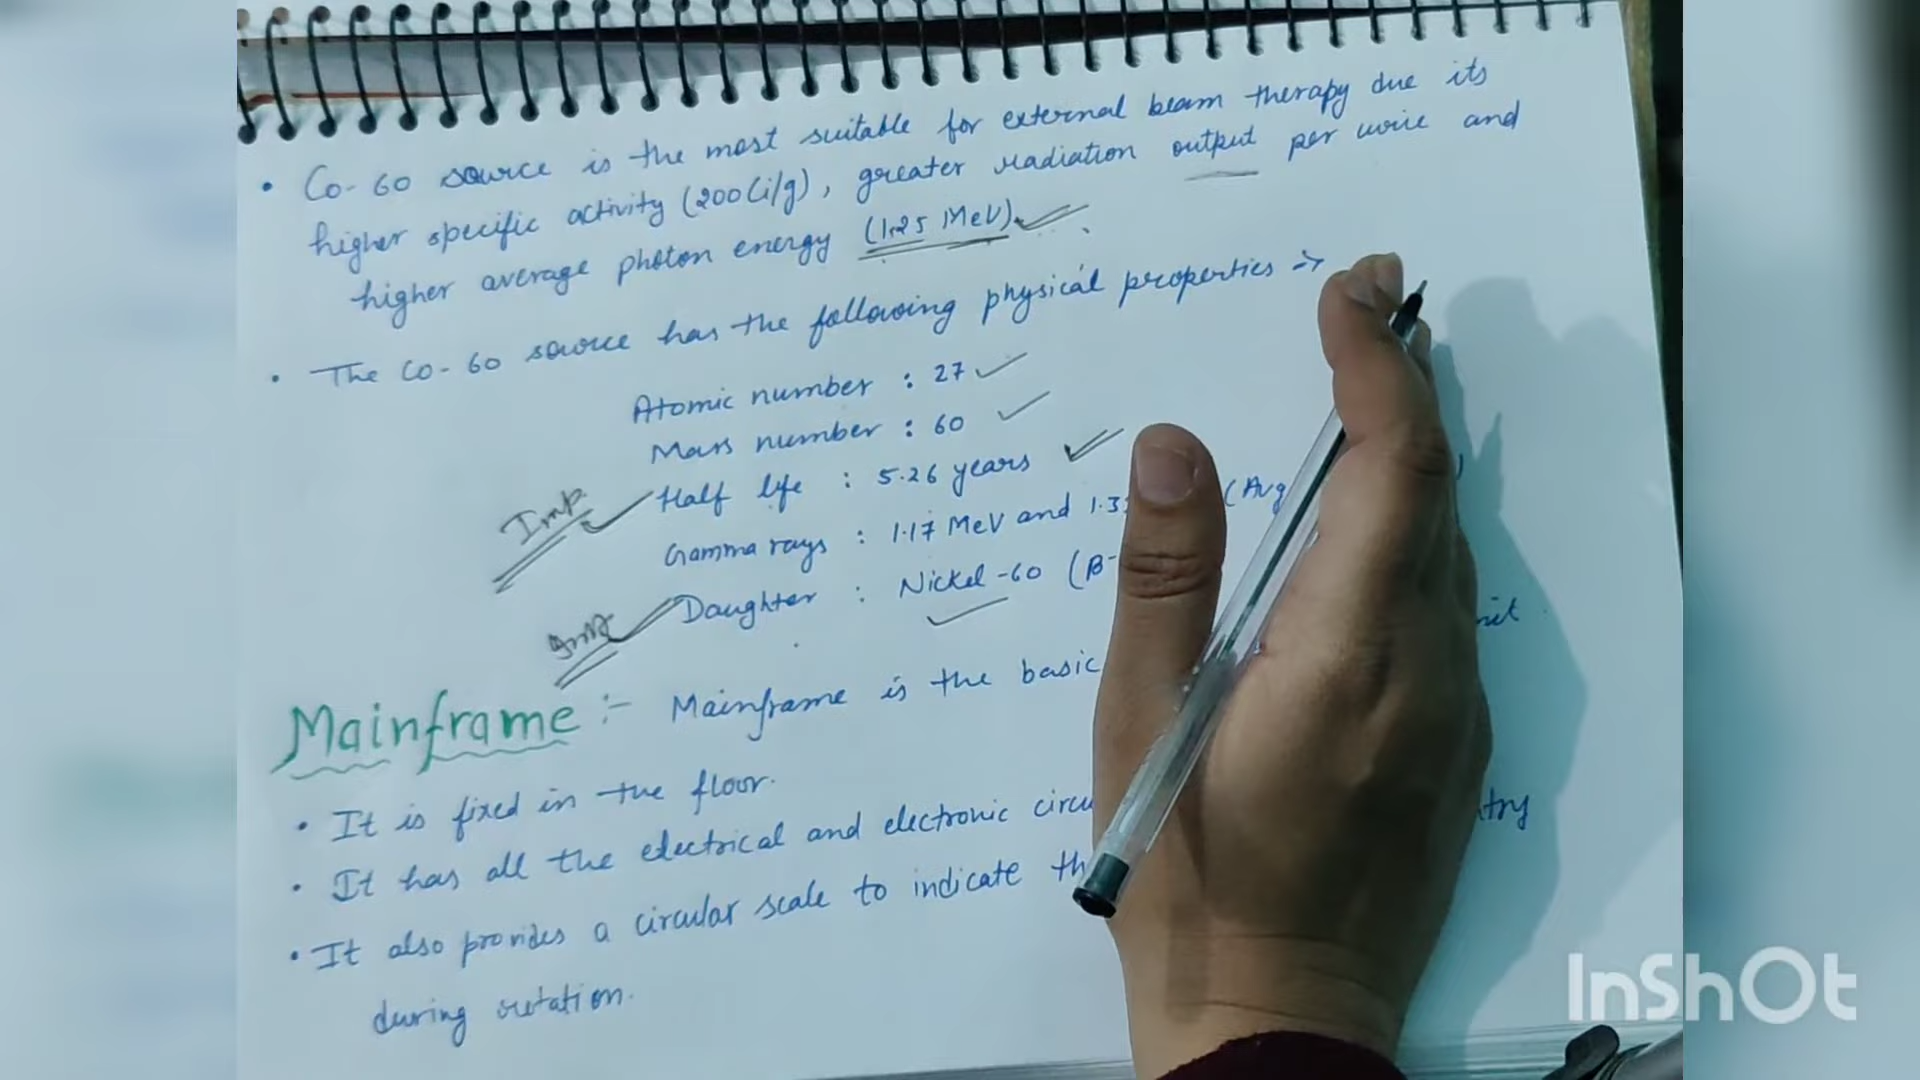 • Co-60 source is the most suitable for external beam therapy due its
higher specific activity (200Ci/g), greater radiation output per curie and
higher average photon energy (1.25 MeV)
• The Co-60 source has the following physical properties :→
Atomic number : 27
Mass number : 60
Imp. Half life : 5.26 years
Gamma rays : 1.17 MeV and 1.3 (Avg
Imp Daughter : Nickel-60 (B-
Mainframe :- Mainframe is the basic
• It is fixed in the floor.
• It has all the electrical and electronic circu
• It also provides a circular scale to indicate th
during rotation.
InShOt